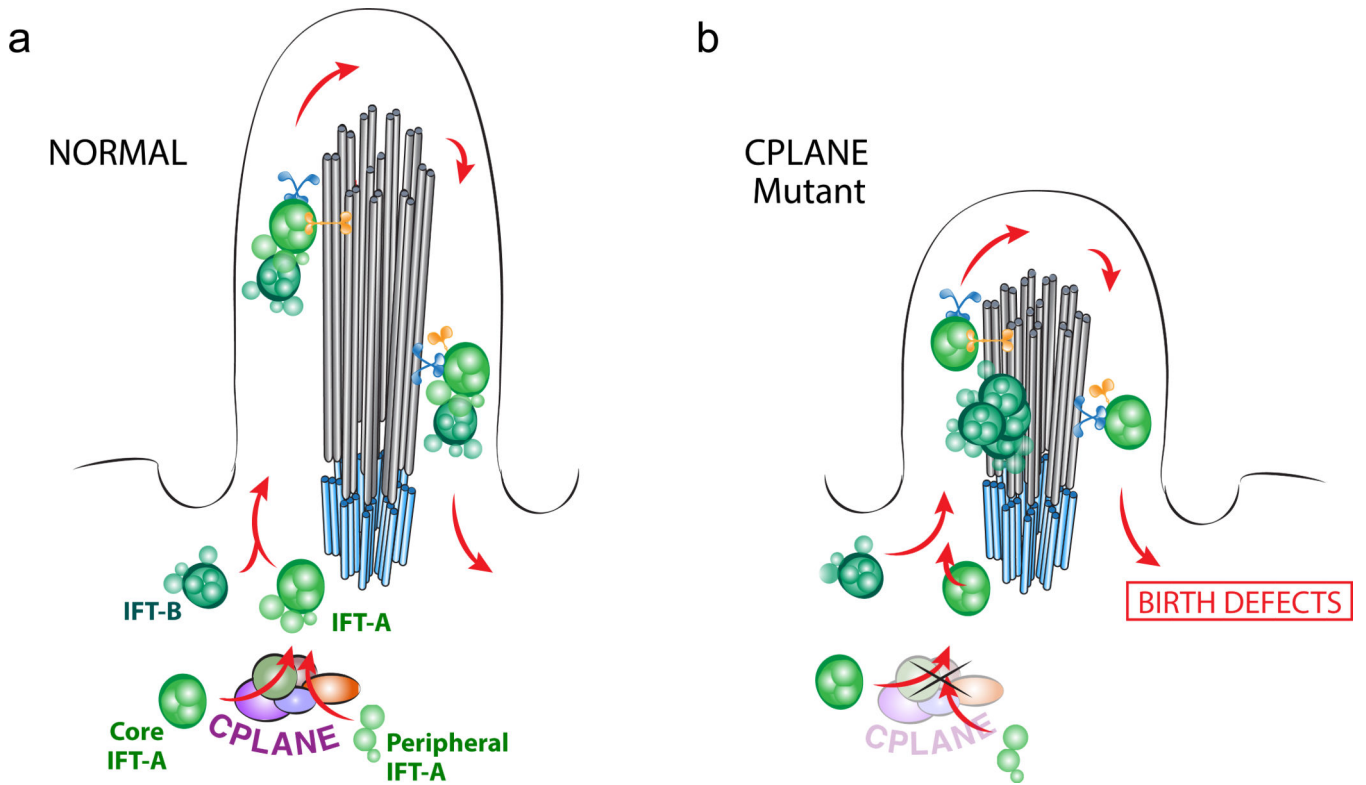 a
NORMAL
IFT-B
IFT-A
Core
IFT-A
CPLANE
Peripheral
IFT-A
b
CPLANE
Mutant
BIRTH DEFECTS
CPLANE